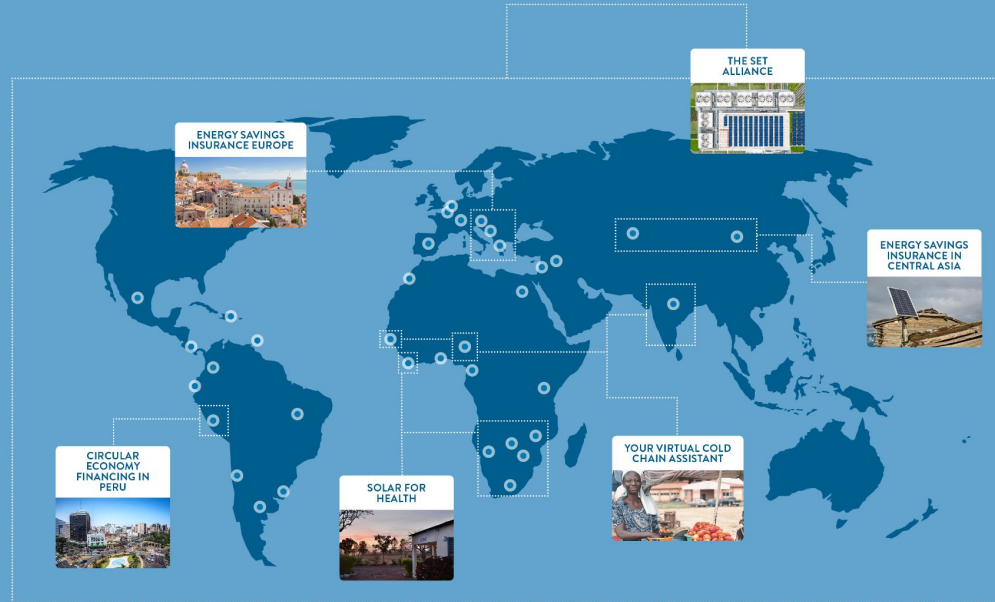 THE SET
ALLIANCE
ENERGY SAVINGS
INSURANCE EUROPE
ENERGY SAVINGS
INSURANCE IN
CENTRAL ASIA
CIRCULAR
ECONOMY
FINANCING IN
PERU
SOLAR FOR
HEALTH
YOUR VIRTUAL COLD
CHAIN ASSISTANT